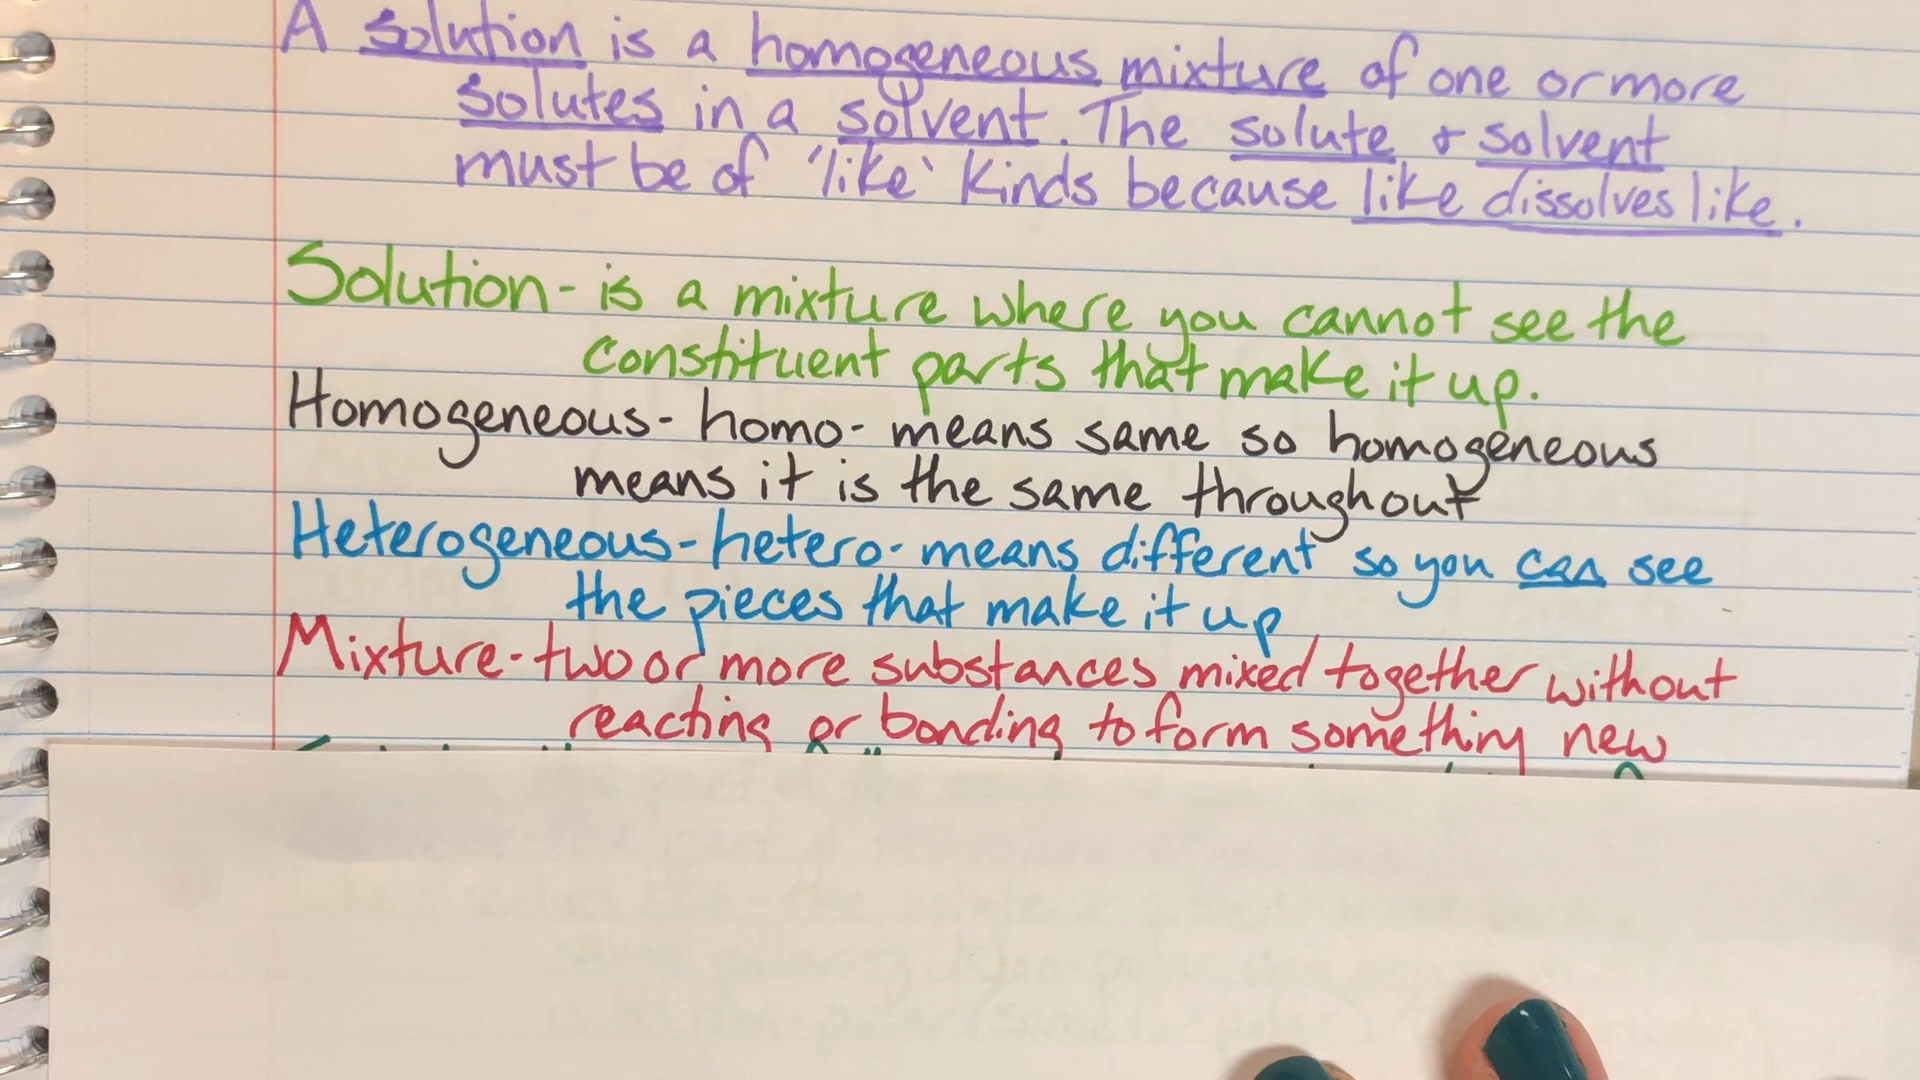 A solution is a homogeneous mixture of one or more
solutes in a solvent. The solute & solvent
must be of 'like' kinds because like dissolves like.
Solution - is a mixture where you cannot see the
constituent parts that make it up.
Homogeneous - homo- means same so homogeneous
means it is the same throughout
Heterogeneous - hetero- means different so you can see
the pieces that make it up
Mixture - two or more substances mixed together without
reacting or bonding to form something new